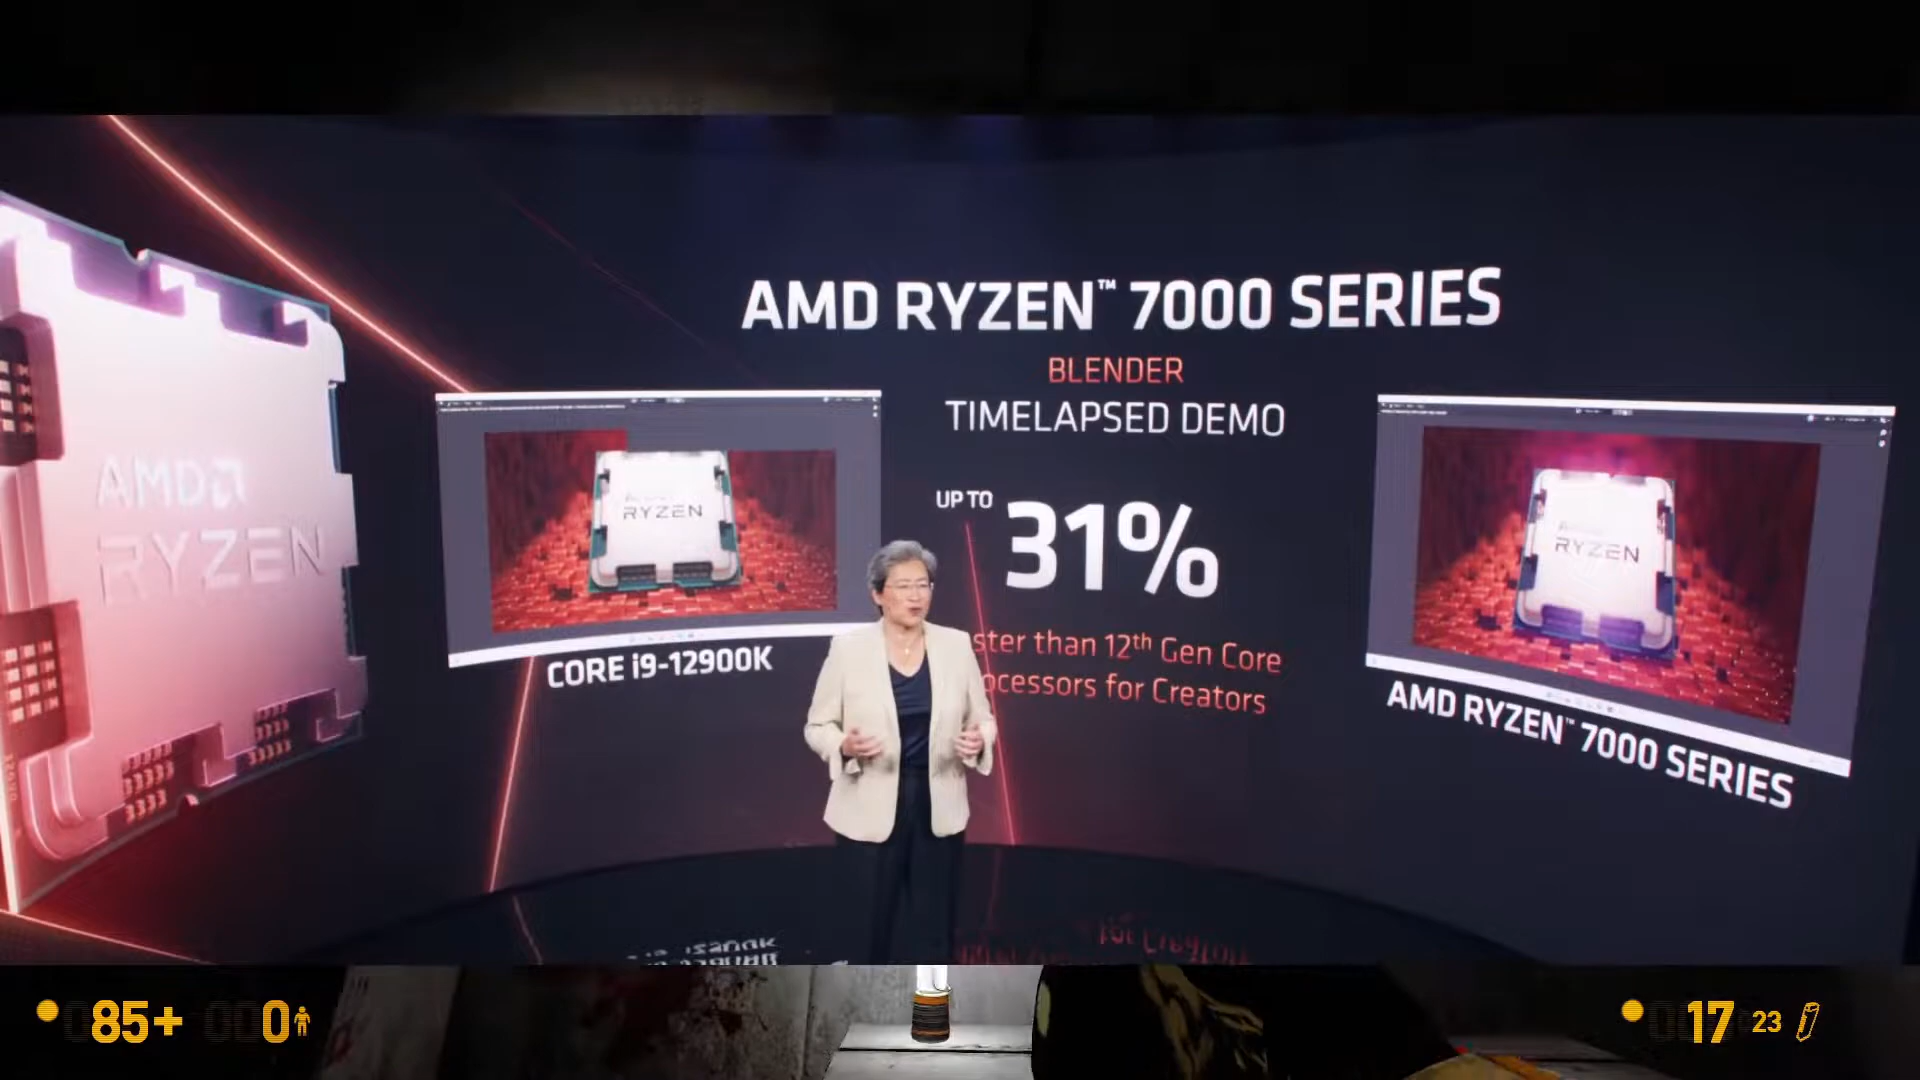 AMD RYZEN™ 7000 SERIES
BLENDER
TIMELAPSED DEMO
UP TO
31%
ster than 12th Gen Core
ocessors for Creators
AMD
RYZEN
RYZEN
CORE i9-12900K
RYZEN
AMD RYZEN™ 7000 SERIES
85+
0
17
23